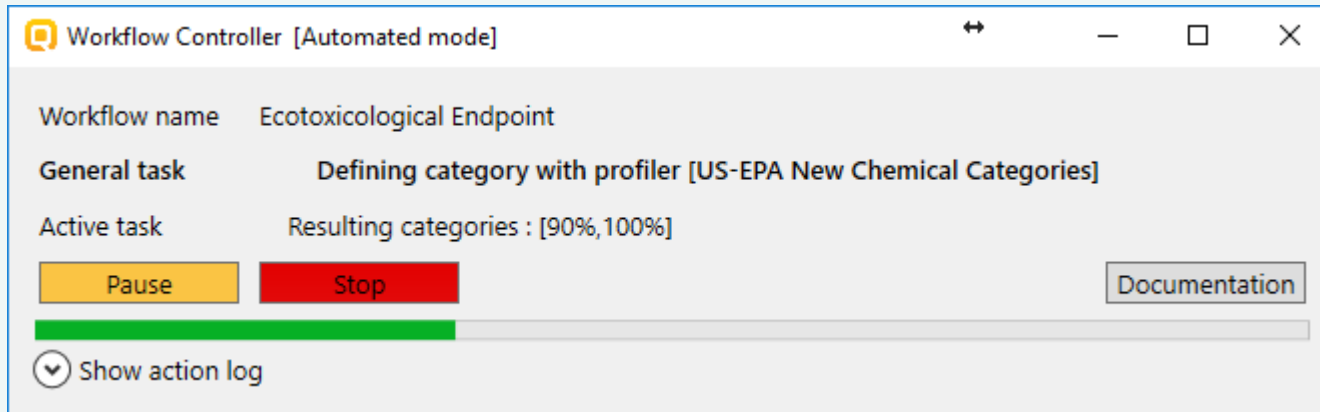 Workflow Controller [Automated mode]
Workflow name Ecotoxicological Endpoint
General task Defining category with profiler [US-EPA New Chemical Categories]
Active task Resulting categories : [90%,100%]
Pause Stop Documentation
Show action log